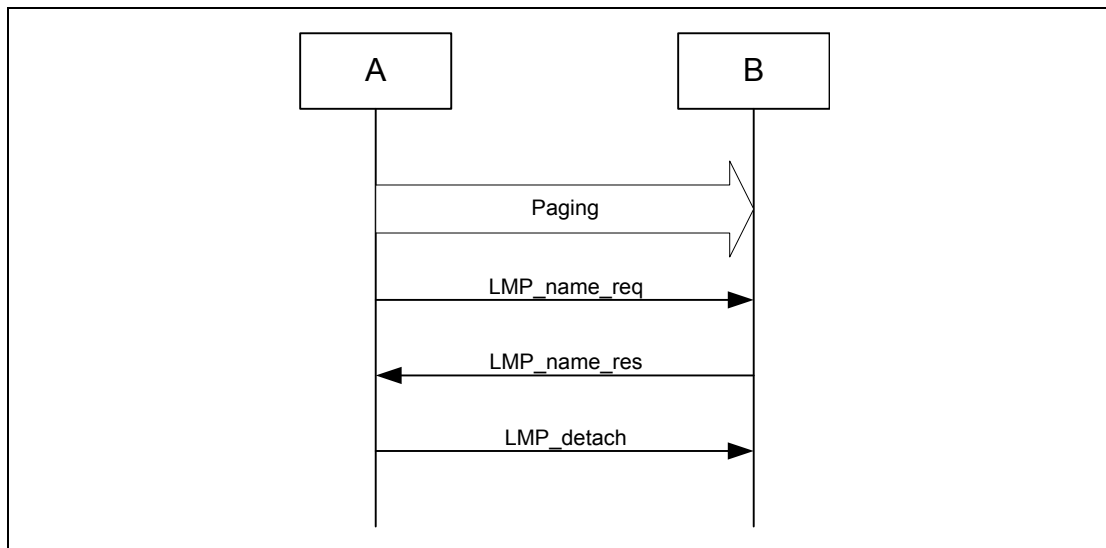 A
B
Paging
LMP_name_req
LMP_name_res
LMP_detach